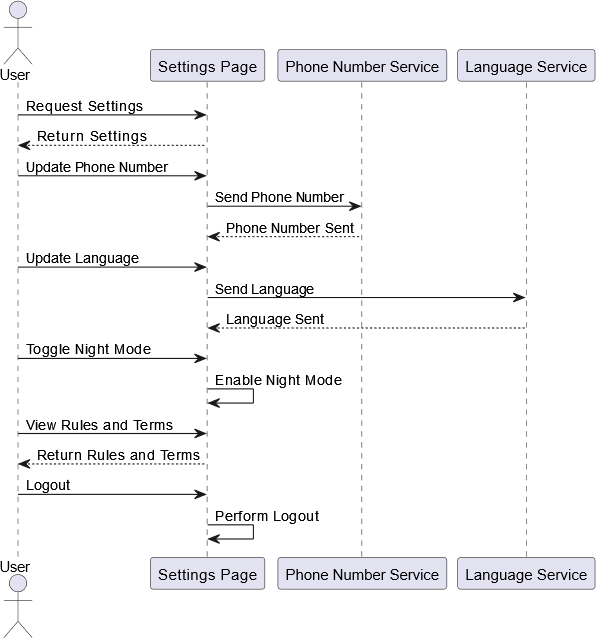 User
Settings Page
Phone Number Service
Language Service
Request Settings
Return Settings
Update Phone Number
Send Phone Number
Phone Number Sent
Update Language
Send Language
Language Sent
Toggle Night Mode
Enable Night Mode
View Rules and Terms
Return Rules and Terms
Logout
Perform Logout
User
Settings Page
Phone Number Service
Language Service